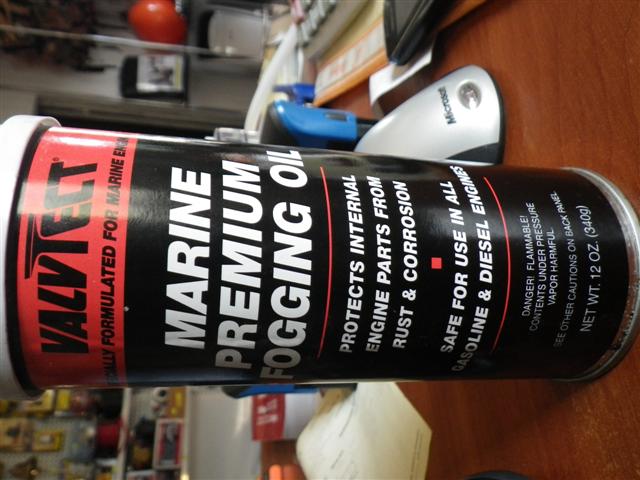 VALVTECT®
FORMULATED FOR MARINE
MARINE
PREMIUM
FOGGING OIL
PROTECTS INTERNAL
ENGINE PARTS FROM
RUST & CORROSION
SAFE FOR USE IN ALL
GASOLINE & DIESEL ENGINES
DANGER! FLAMMABLE!
CONTENTS UNDER PRESSURE
VAPOR HARMFUL.
SEE OTHER CAUTIONS ON BACK PANEL
NET WT. 12 OZ. (340g)
Microsoft